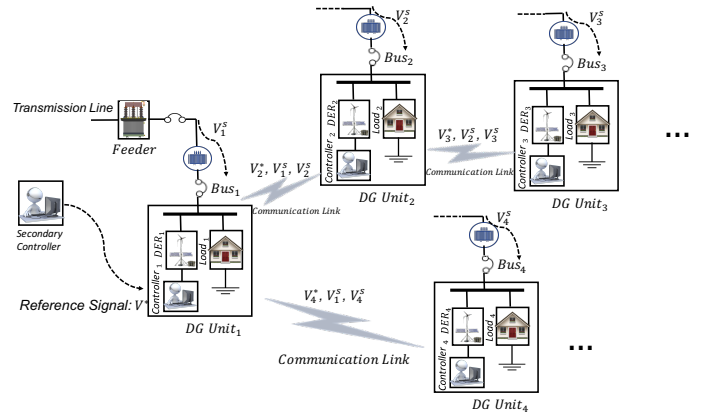 V_2^s
Bus_2
DER_2
Load_2
Controller_2
DG Unit_2
V_3^s
Bus_3
DER_3
Load_3
Controller_3
DG Unit_3
...
V_3^*, V_2^s, V_3^s
Communication Link
Transmission Line
Feeder
V_1^s
Bus_1
V_2^*, V_1^s, V_2^s
Communication Link
Secondary
Controller
DER_1
Load_1
Controller_1
Reference Signal: V^*
DG Unit_1
V_4^*, V_1^s, V_4^s
Communication Link
V_4^s
Bus_4
DER_4
Load_4
Controller_4
DG Unit_4
...